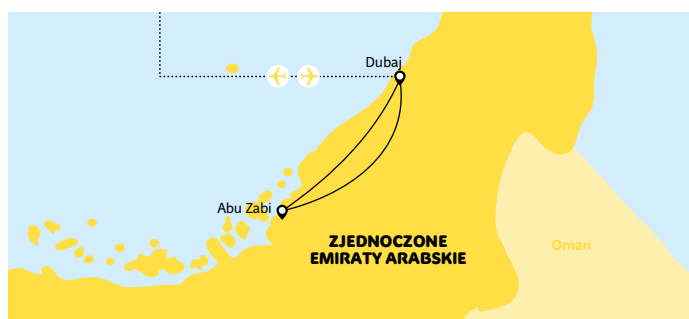 Dubaj
Abu Zabi
ZJEDNOCZONE
EMIRATY ARABSKIE
Oman